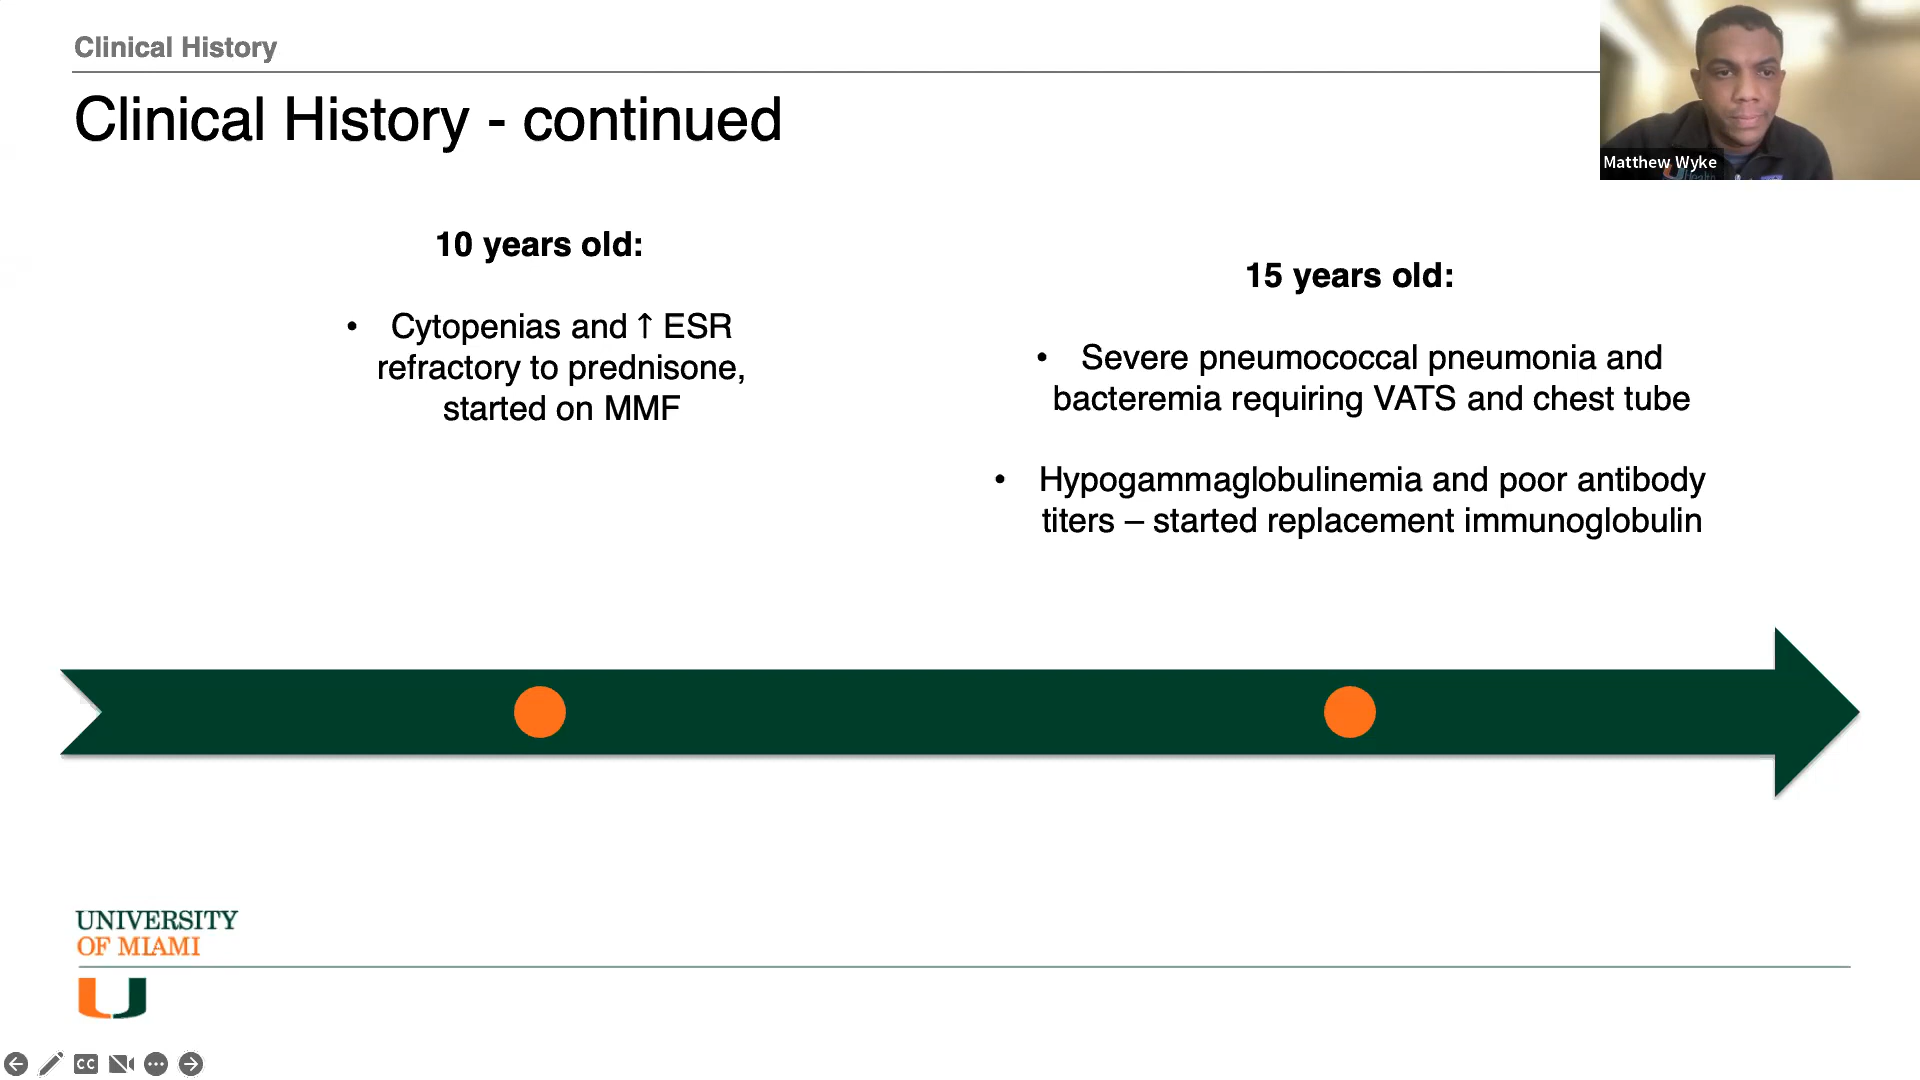 Clinical History
Clinical History - continued
Matthew Wyke
10 years old:
• Cytopenias and ↑ ESR
refractory to prednisone,
started on MMF
15 years old:
• Severe pneumococcal pneumonia and
bacteremia requiring VATS and chest tube
• Hypogammaglobulinemia and poor antibody
titers – started replacement immunoglobulin
UNIVERSITY
OF MIAMI
U
CC